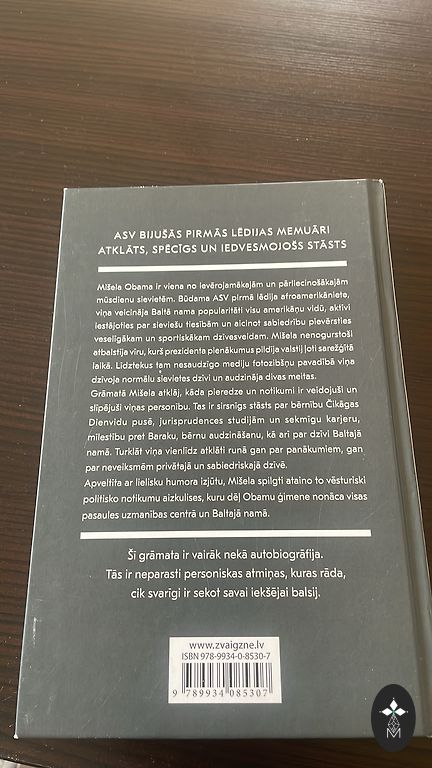 ASV BIJUŠĀS PIRMĀS LĒDIJAS MEMUĀRI
ATKLĀTS, SPĒCĪGS UN IEDVESMOJOŠS STĀSTS
Mišela Obama ir viena no ievērojamākajām un pārliecinošākajām
mūsdienu sievietēm. Būdama ASV pirmā lēdija afroamerikāniete,
viņa veicināja Baltā nama popularitāti visu amerikāņu vidū, aktīvi
iestājoties par sieviešu tiesībām un aicinot sabiedrību pievērsties
veselīgākam un sportiskākam dzīvesveidam. Mišela nenogurstoši
atbalstīja vīru, kurš prezidenta pienākumus pildīja valstij ļoti sarežģītā
laikā. Līdztekus tam nesaudzīgo mediju fotozibšņu pavadībā viņa
dzīvoja normālu sievietes dzīvi un audzināja divas meitas.
Grāmatā Mišela atklāj, kāda pieredze un notikumi ir veidojuši un
slīpējuši viņas personību. Tas ir sirsnīgs stāsts par bērnību Čikāgas
Dienvidu pusē, jurisprudences studijām un sekmīgu karjeru,
mīlestību pret Baraku, bērnu audzināšanu, kā arī par dzīvi Baltajā
namā. Turklāt viņa vienlīdz atklāti runā gan par panākumiem, gan
par neveiksmēm privātajā un sabiedriskajā dzīvē.
Apveltīta ar lielisku humora izjūtu, Mišela spilgti ataino to vēsturiski
politisko notikumu aizkulises, kuru dēļ Obamu ģimene nonāca visas
pasaules uzmanības centrā un Baltajā namā.
Šī grāmata ir vairāk nekā autobiogrāfija.
Tās ir neparasti personiskas atmiņas, kuras rāda,
cik svarīgi ir sekot savai iekšējai balsij.
www.zvaigzne.lv
ISBN 978-9934-0-8530-7
9 789934 085307
M